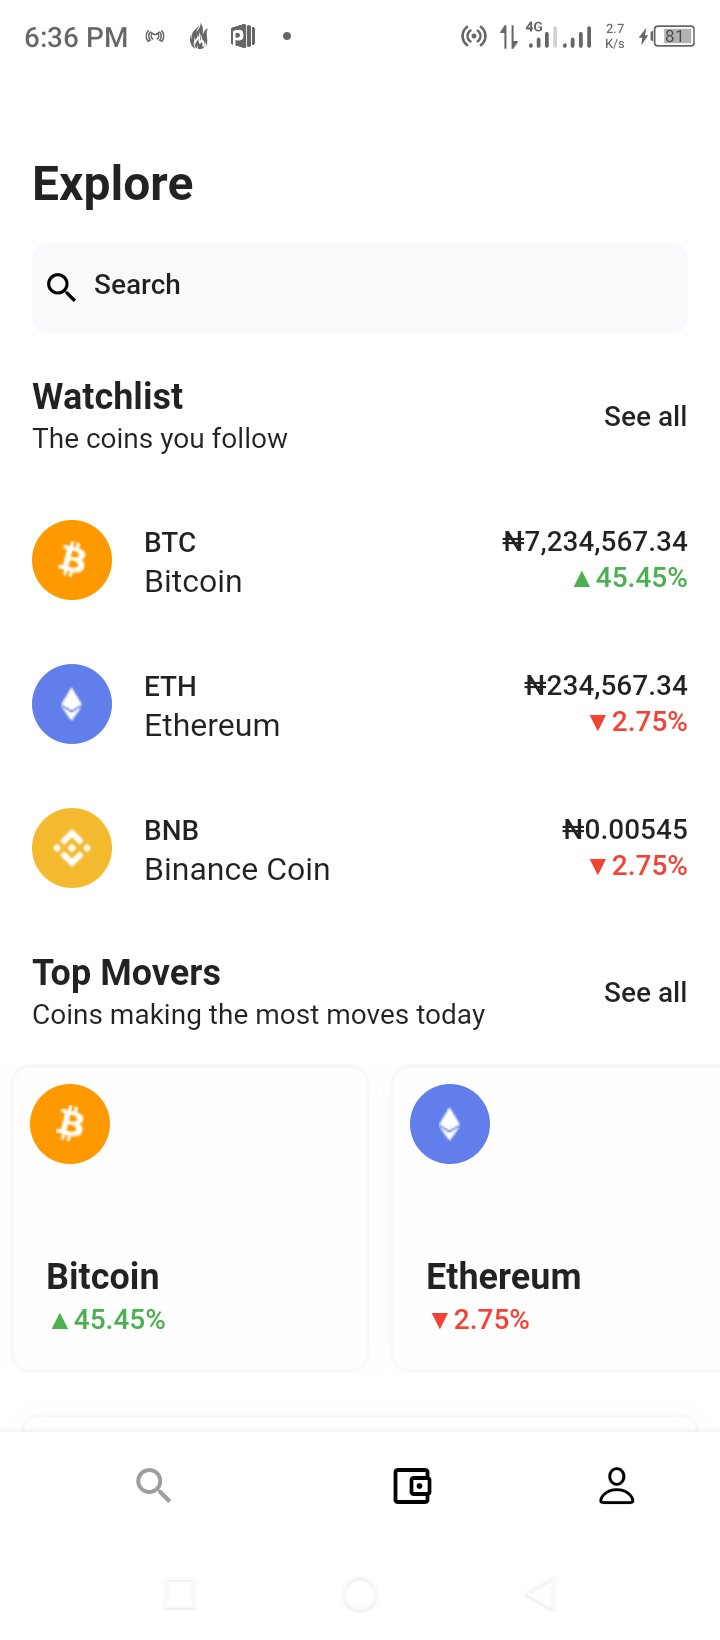 6:36 PM
4G
2.7
K/s
81
Explore
Search
Watchlist
The coins you follow
See all
BTC
Bitcoin
₦7,234,567.34
▲45.45%
ETH
Ethereum
₦234,567.34
▼2.75%
BNB
Binance Coin
₦0.00545
▼2.75%
Top Movers
Coins making the most moves today
See all
Bitcoin
▲45.45%
Ethereum
▼2.75%